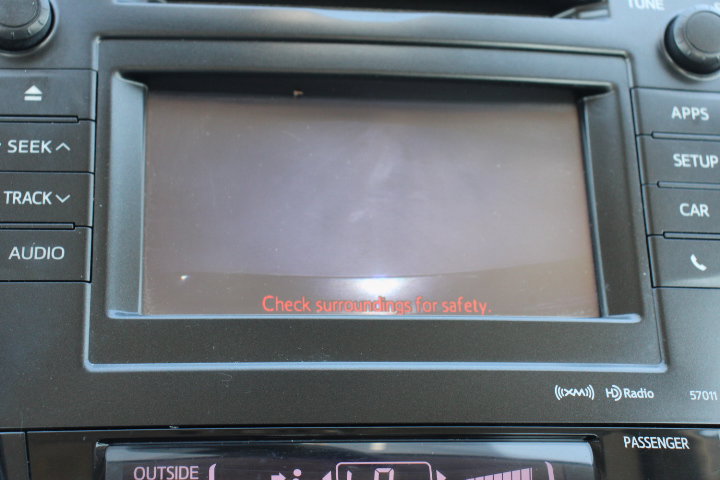 TUNE
SEEK
TRACK
AUDIO
APPS
SETUP
CAR
Check surroundings for safety.
((XM)) HD Radio 57011
PASSENGER
OUTSIDE